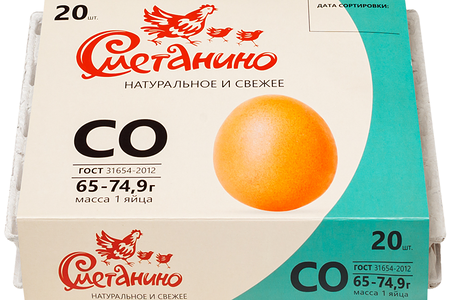 20 шт.
ДАТА СОРТИРОВКИ:
Сметанино
НАТУРАЛЬНОЕ И СВЕЖЕЕ
СО
ГОСТ 31654-2012
65-74,9г
масса 1 яйца
Сметанино
НАТУРАЛЬНОЕ И СВЕЖЕЕ
20 шт.
СО
ГОСТ 31654-2012
65-74,9г
масса 1 яйца